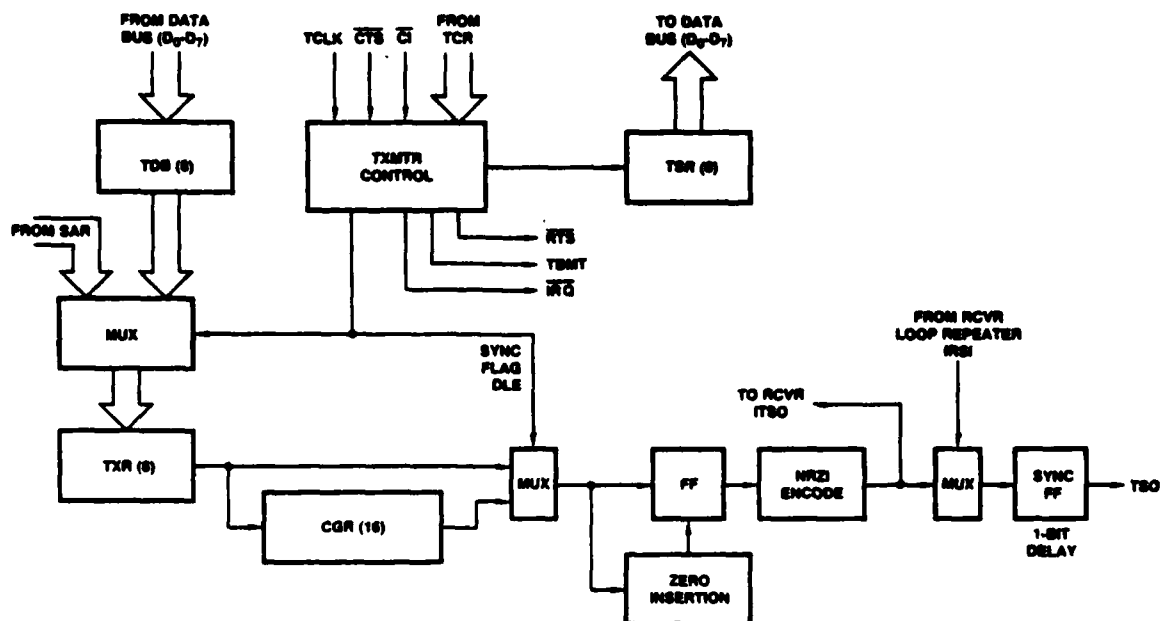 FROM DATA
BUS (D0-D7)
TCLK
CTS
CI
FROM
TCR
TO DATA
BUS (D0-D7)
TDB (8)
TXMTR
CONTROL
TSR (8)
FROM SAR
RTS
TBMT
IRQ
MUX
SYNC
FLAG
DLE
FROM RCVR
LOOP REPEATER
IRSI
TO RCVR
ITSO
TXR (8)
MUX
FF
NRZI
ENCODE
MUX
SYNC
FF
TSO
CGR (16)
1-BIT
DELAY
ZERO
INSERTION